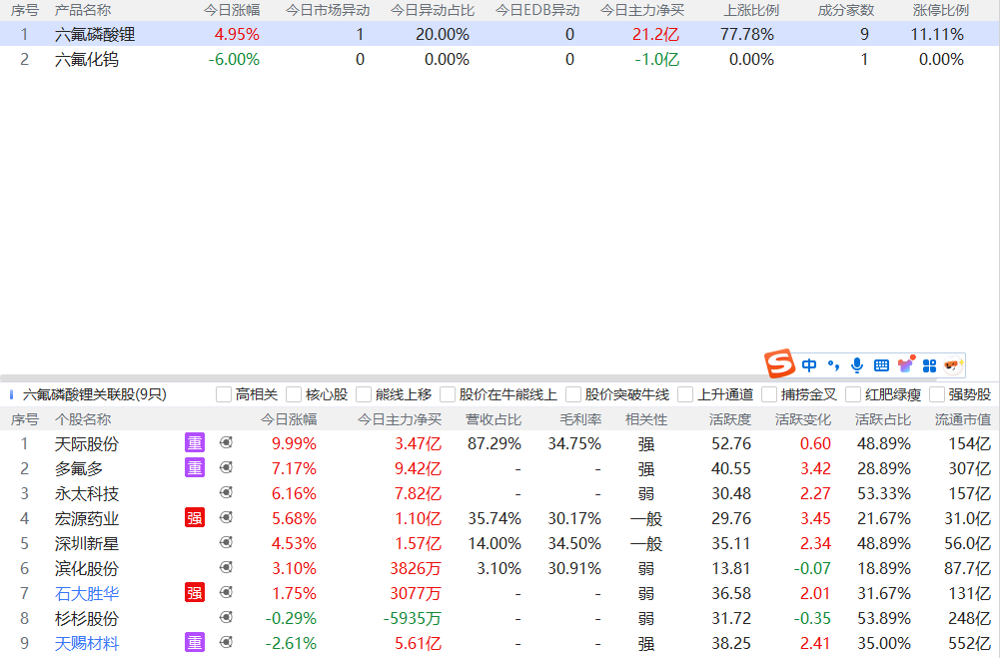 序号 产品名称 今日涨幅 今日市场异动 今日异动占比 今日EDB异动 今日主力净买 上涨比例 成分家数 涨停比例
1 六氟磷酸锂 4.95% 1 20.00% 0 21.2亿 77.78% 9 11.11%
2 六氟化钨 -6.00% 0 0.00% 0 -1.0亿 0.00% 1 0.00%
S 中 °,
六氟磷酸锂关联股(9只) 高相关 核心股 熊线上移 股价在牛熊线上 股价突破牛线 上升通道 捕捞金叉 红肥绿瘦 强势股
序号 个股名称 今日涨幅 今日主力净买 营收占比 毛利率 相关性 活跃度 活跃变化 活跃占比 流通市值
1 天际股份 重 9.99% 3.47亿 87.29% 34.75% 强 52.76 0.60 48.89% 154亿
2 多氟多 重 7.17% 9.42亿 - - 强 40.55 3.42 28.89% 307亿
3 永太科技 6.16% 7.82亿 - - 弱 30.48 2.27 53.33% 157亿
4 宏源药业 强 5.68% 1.10亿 35.74% 30.17% 一般 29.76 3.45 21.67% 31.0亿
5 深圳新星 4.53% 1.57亿 14.00% 34.50% 一般 35.11 2.34 48.89% 56.0亿
6 滨化股份 3.10% 3826万 3.10% 30.91% 弱 13.81 -0.07 18.89% 87.7亿
7 石大胜华 强 1.75% 3077万 - - 弱 36.58 2.01 31.67% 131亿
8 杉杉股份 -0.29% -5935万 - - 弱 31.72 -0.35 53.89% 248亿
9 天赐材料 重 -2.61% 5.61亿 - - 强 38.25 2.41 35.00% 552亿